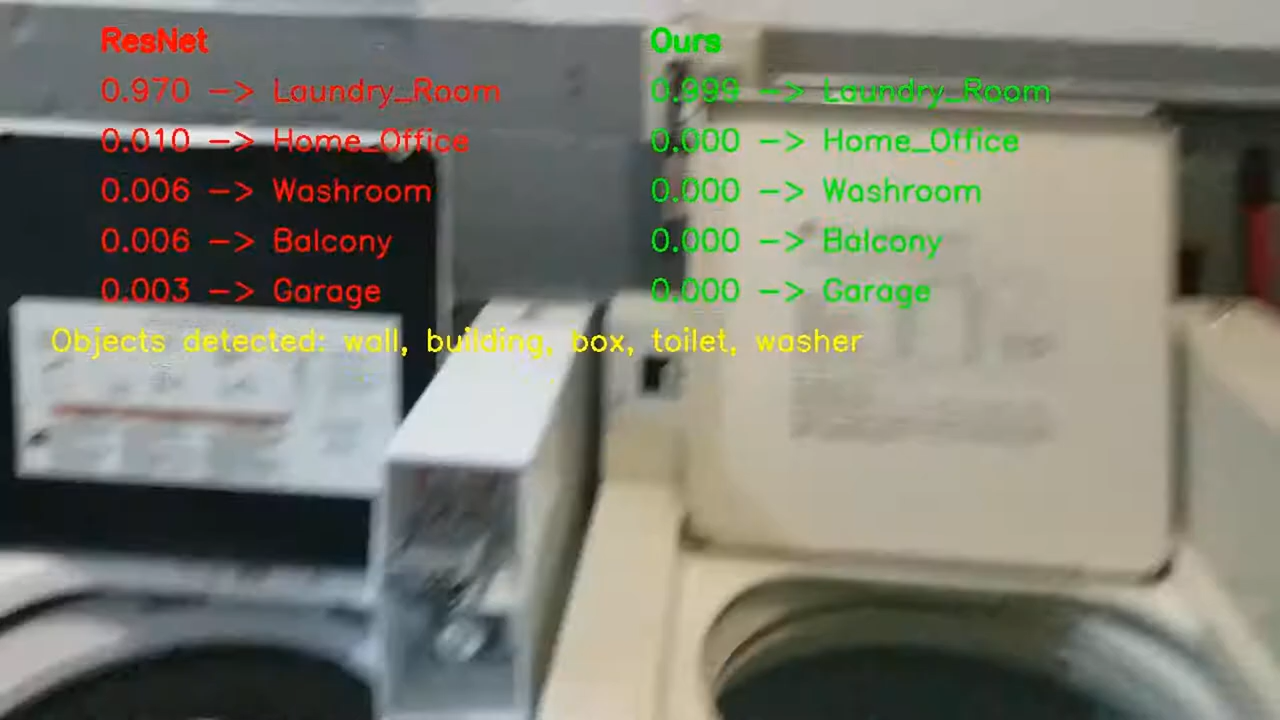 ResNet
0.970 -> Laundry_Room
0.010 -> Home_Office
0.006 -> Washroom
0.006 -> Balcony
0.003 -> Garage
Ours
0.999 -> Laundry_Room
0.000 -> Home_Office
0.000 -> Washroom
0.000 -> Balcony
0.000 -> Garage
Objects detected: wall, building, box, toilet, washer